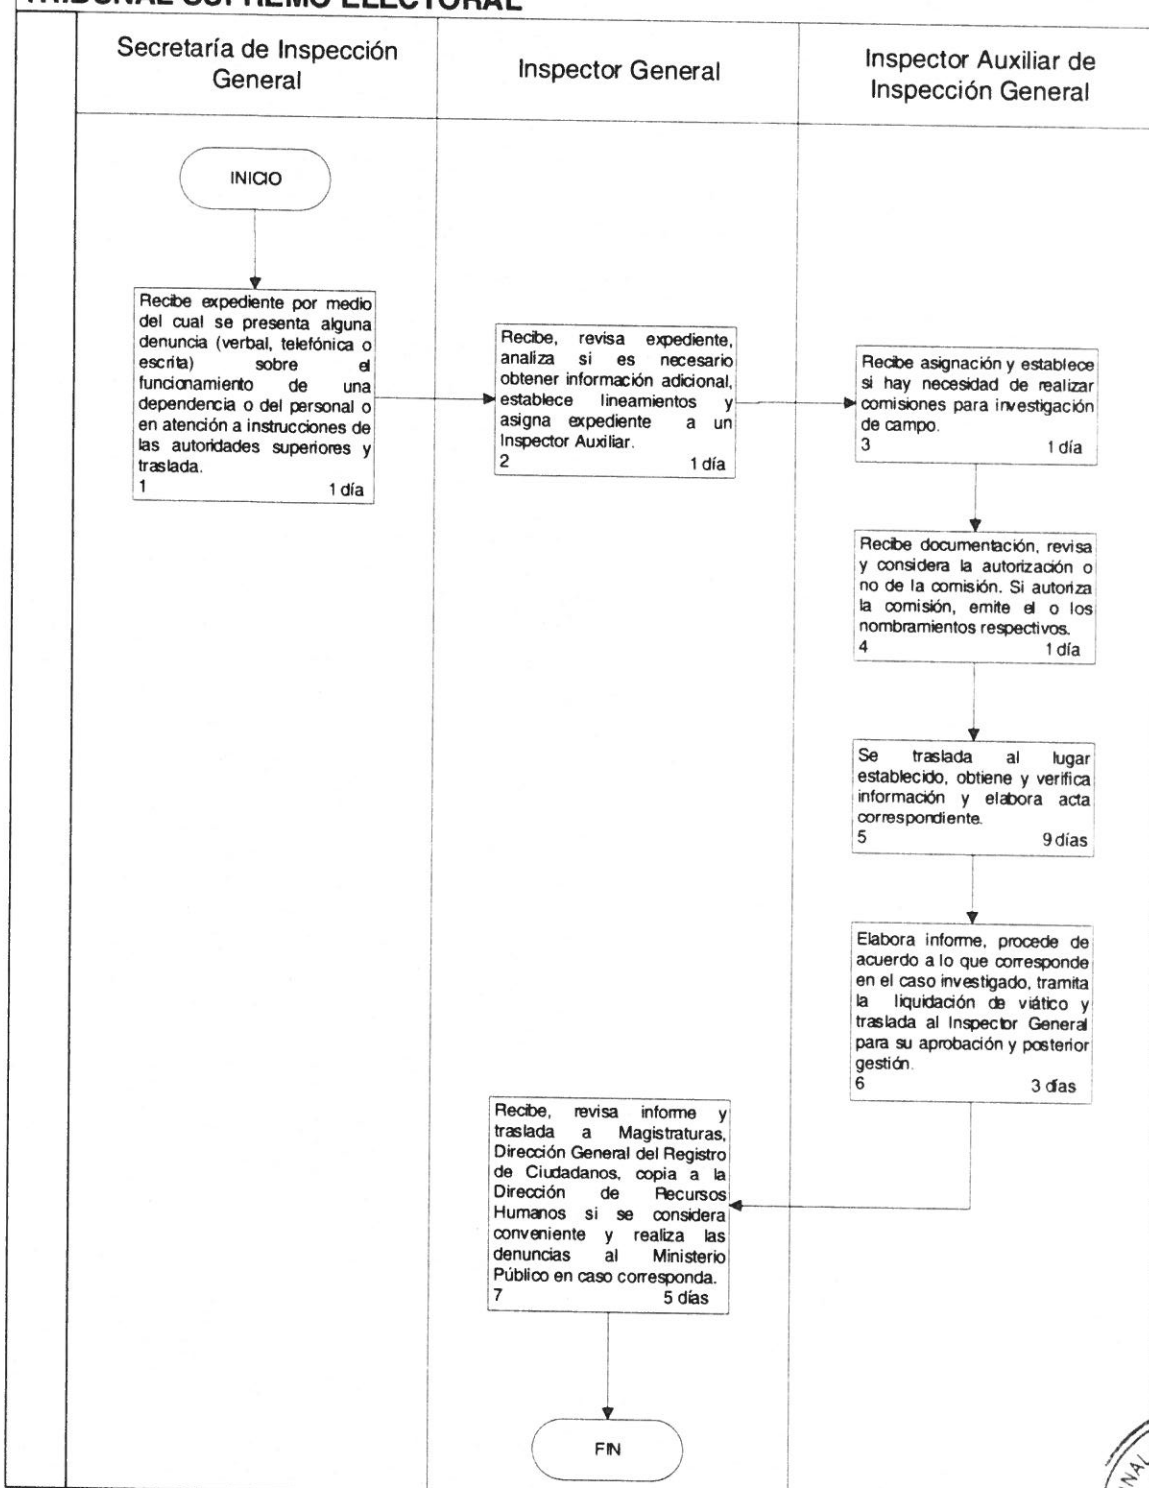 TRIBUNAL SUPREMO ELECTORAL
Secretaría de Inspección
General
Inspector General
Inspector Auxiliar de
Inspección General
INICIO
Recibe expediente por medio
del cual se presenta alguna
denuncia (verbal, telefónica o
escrita) sobre el
funcionamiento de una
dependencia o del personal o
en atención a instrucciones de
las autoridades superiores y
traslada.
1 1 día
Recibe, revisa expediente,
analiza si es necesario
obtener información adicional,
establece lineamientos y
asigna expediente a un
Inspector Auxiliar.
2 1 día
Recibe asignación y establece
si hay necesidad de realizar
comisiones para investigación
de campo.
3 1 día
Recibe documentación, revisa
y considera la autorización o
no de la comisión. Si autoriza
la comisión, emite el o los
nombramientos respectivos.
4 1 día
Se traslada al lugar
establecido, obtiene y verifica
información y elabora acta
correspondiente.
5 9 días
Elabora informe, procede de
acuerdo a lo que corresponde
en el caso investigado, tramita
la liquidación de viático y
traslada al Inspector General
para su aprobación y posterior
gestión.
6 3 días
Recibe, revisa informe y
traslada a Magistraturas,
Dirección General del Registro
de Ciudadanos, copia a la
Dirección de Recursos
Humanos si se considera
conveniente y realiza las
denuncias al Ministerio
Público en caso corresponda.
7 5 días
FIN